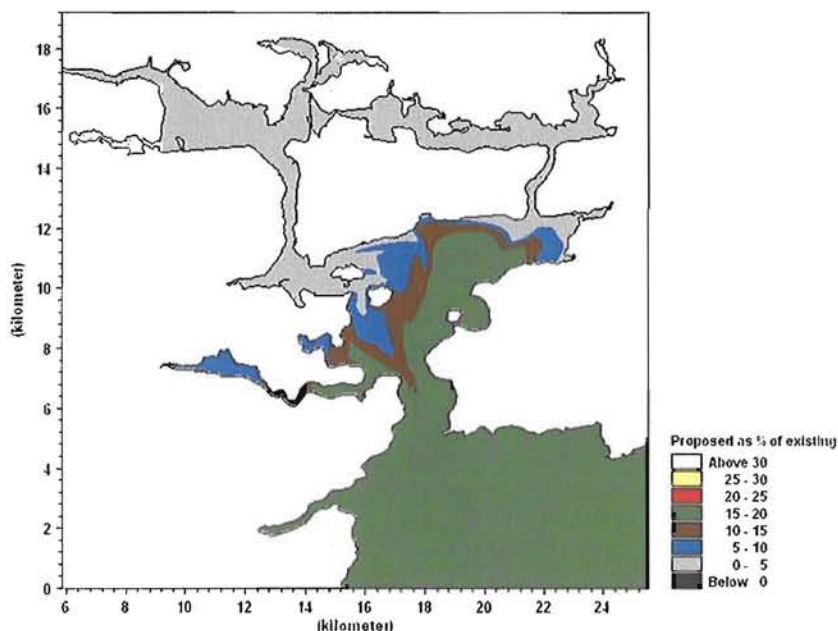 18
16
14
12
10
8
6
4
2
0
(kilometer)
6 8 10 12 14 16 18 20 22 24
(kilometer)
Proposed as % of existing
Above 30
25 - 30
20 - 25
15 - 20
10 - 15
5 - 10
0 - 5
Below 0